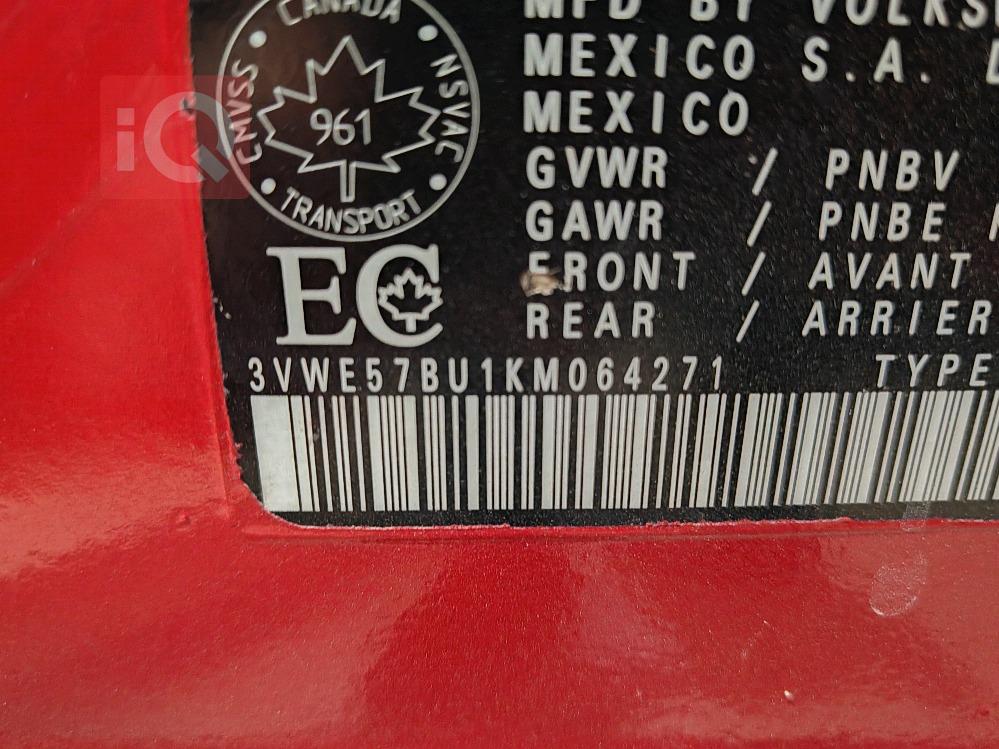 CANADA
CMVSS
NSVAC
961
TRANSPORT
EC
MFD BY
MEXICO S.A.
MEXICO
GVWR / PNBV
GAWR / PNBE
FRONT / AVANT
REAR / ARRIER
3VWE57BU1KM064271 TYPE
iQ